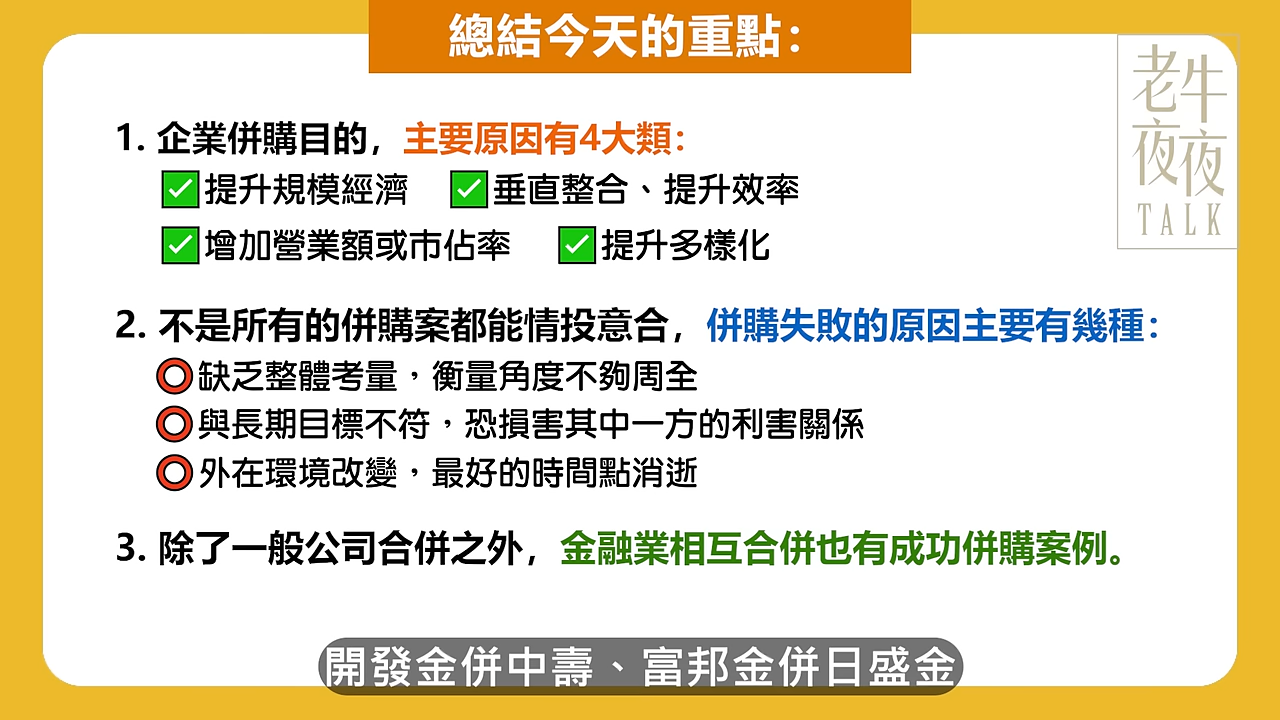 總結今天的重點：
老牛
夜夜
TALK
1. 企業併購目的，主要原因有4大類：
提升規模經濟 垂直整合、提升效率
增加營業額或市佔率 提升多樣化
2. 不是所有的併購案都能情投意合，併購失敗的原因主要有幾種：
缺乏整體考量，衡量角度不夠周全
與長期目標不符，恐損害其中一方的利害關係
外在環境改變，最好的時間點消逝
3. 除了一般公司合併之外，金融業相互合併也有成功併購案例。
開發金併中壽、富邦金併日盛金